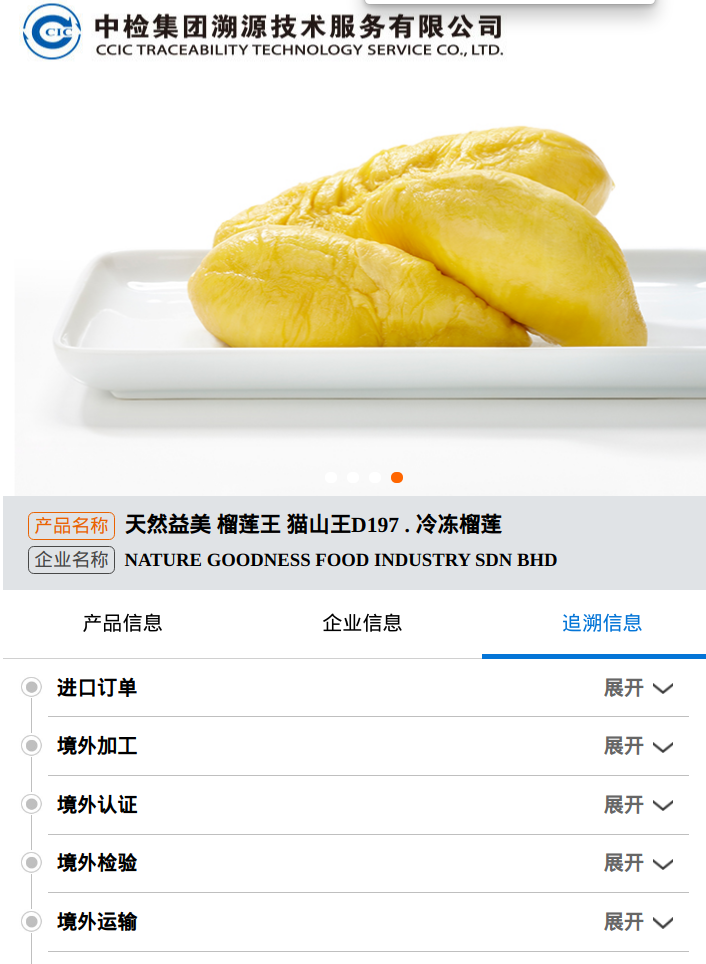 CCIC
中检集团溯源技术服务有限公司
CCIC TRACEABILITY TECHNOLOGY SERVICE CO., LTD.
产品名称 天然益美 榴莲王 猫山王D197 . 冷冻榴莲
企业名称 NATURE GOODNESS FOOD INDUSTRY SDN BHD
产品信息 企业信息 追溯信息
进口订单 展开
境外加工 展开
境外认证 展开
境外检验 展开
境外运输 展开